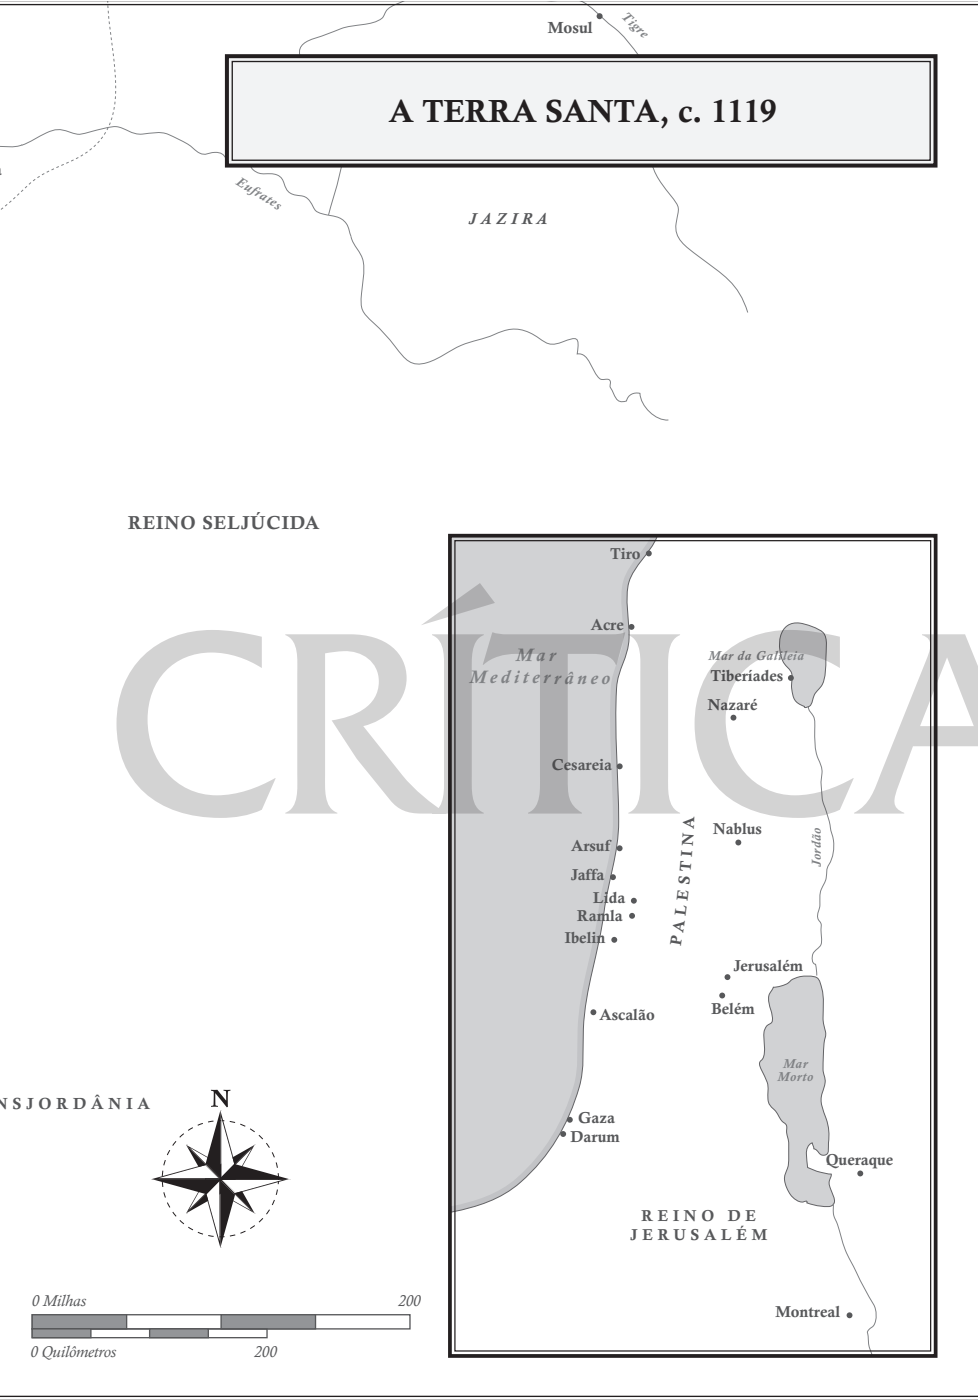 Mosul
Tigre
A TERRA SANTA, c. 1119
Eufrates
JAZIRA
REINO SELJÚCIDA
Tiro
Acre
CRÍTICA
Mar
Mediterrâneo
Mar da Galileia
Tiberíades
Nazaré
Cesareia
PALESTINA
Nablus
Jordão
Arsuf
Jaffa
Lida
Ramla
Ibelin
Jerusalém
Belém
Ascalão
Mar
Morto
NSJORDÂNIA
N
Gaza
Darum
Queraque
REINO DE
JERUSALÉM
0 Milhas 200
0 Quilômetros 200
Montreal